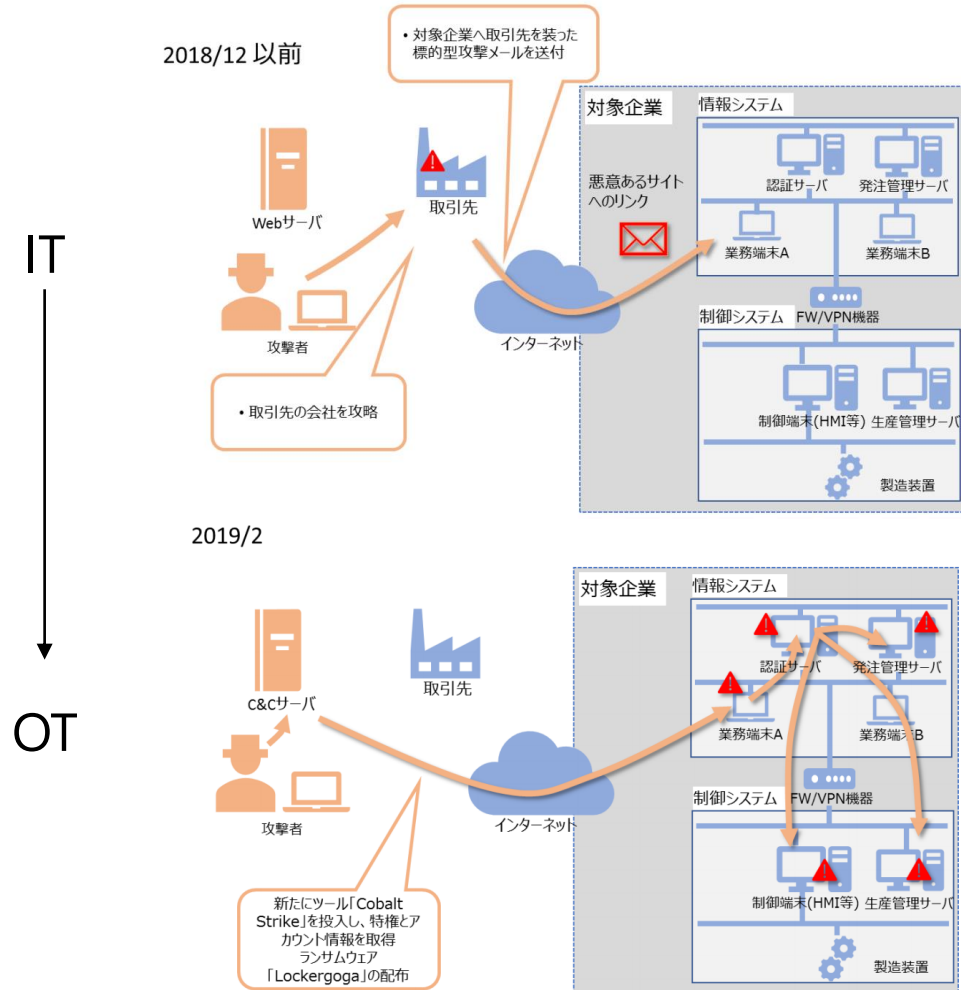 2018/12 以前
• 対象企業へ取引先を装った
標的型攻撃メールを送付
対象企業
情報システム
認証サーバ
発注管理サーバ
悪意あるサイト
へのリンク
取引先
Webサーバ
業務端末A
業務端末B
IT
攻撃者
インターネット
制御システム
FW/VPN機器
• 取引先の会社を攻略
制御端末(HMI等)
生産管理サーバ
製造装置
2019/2
対象企業
情報システム
認証サーバ
発注管理サーバ
取引先
C&Cサーバ
業務端末A
業務端末B
OT
攻撃者
インターネット
制御システム
FW/VPN機器
新たにツール「Cobalt
Strike」を投入し、特権とア
カウント情報を取得
ランサムウェア
「Lockergoga」の配布
制御端末(HMI等)
生産管理サーバ
製造装置